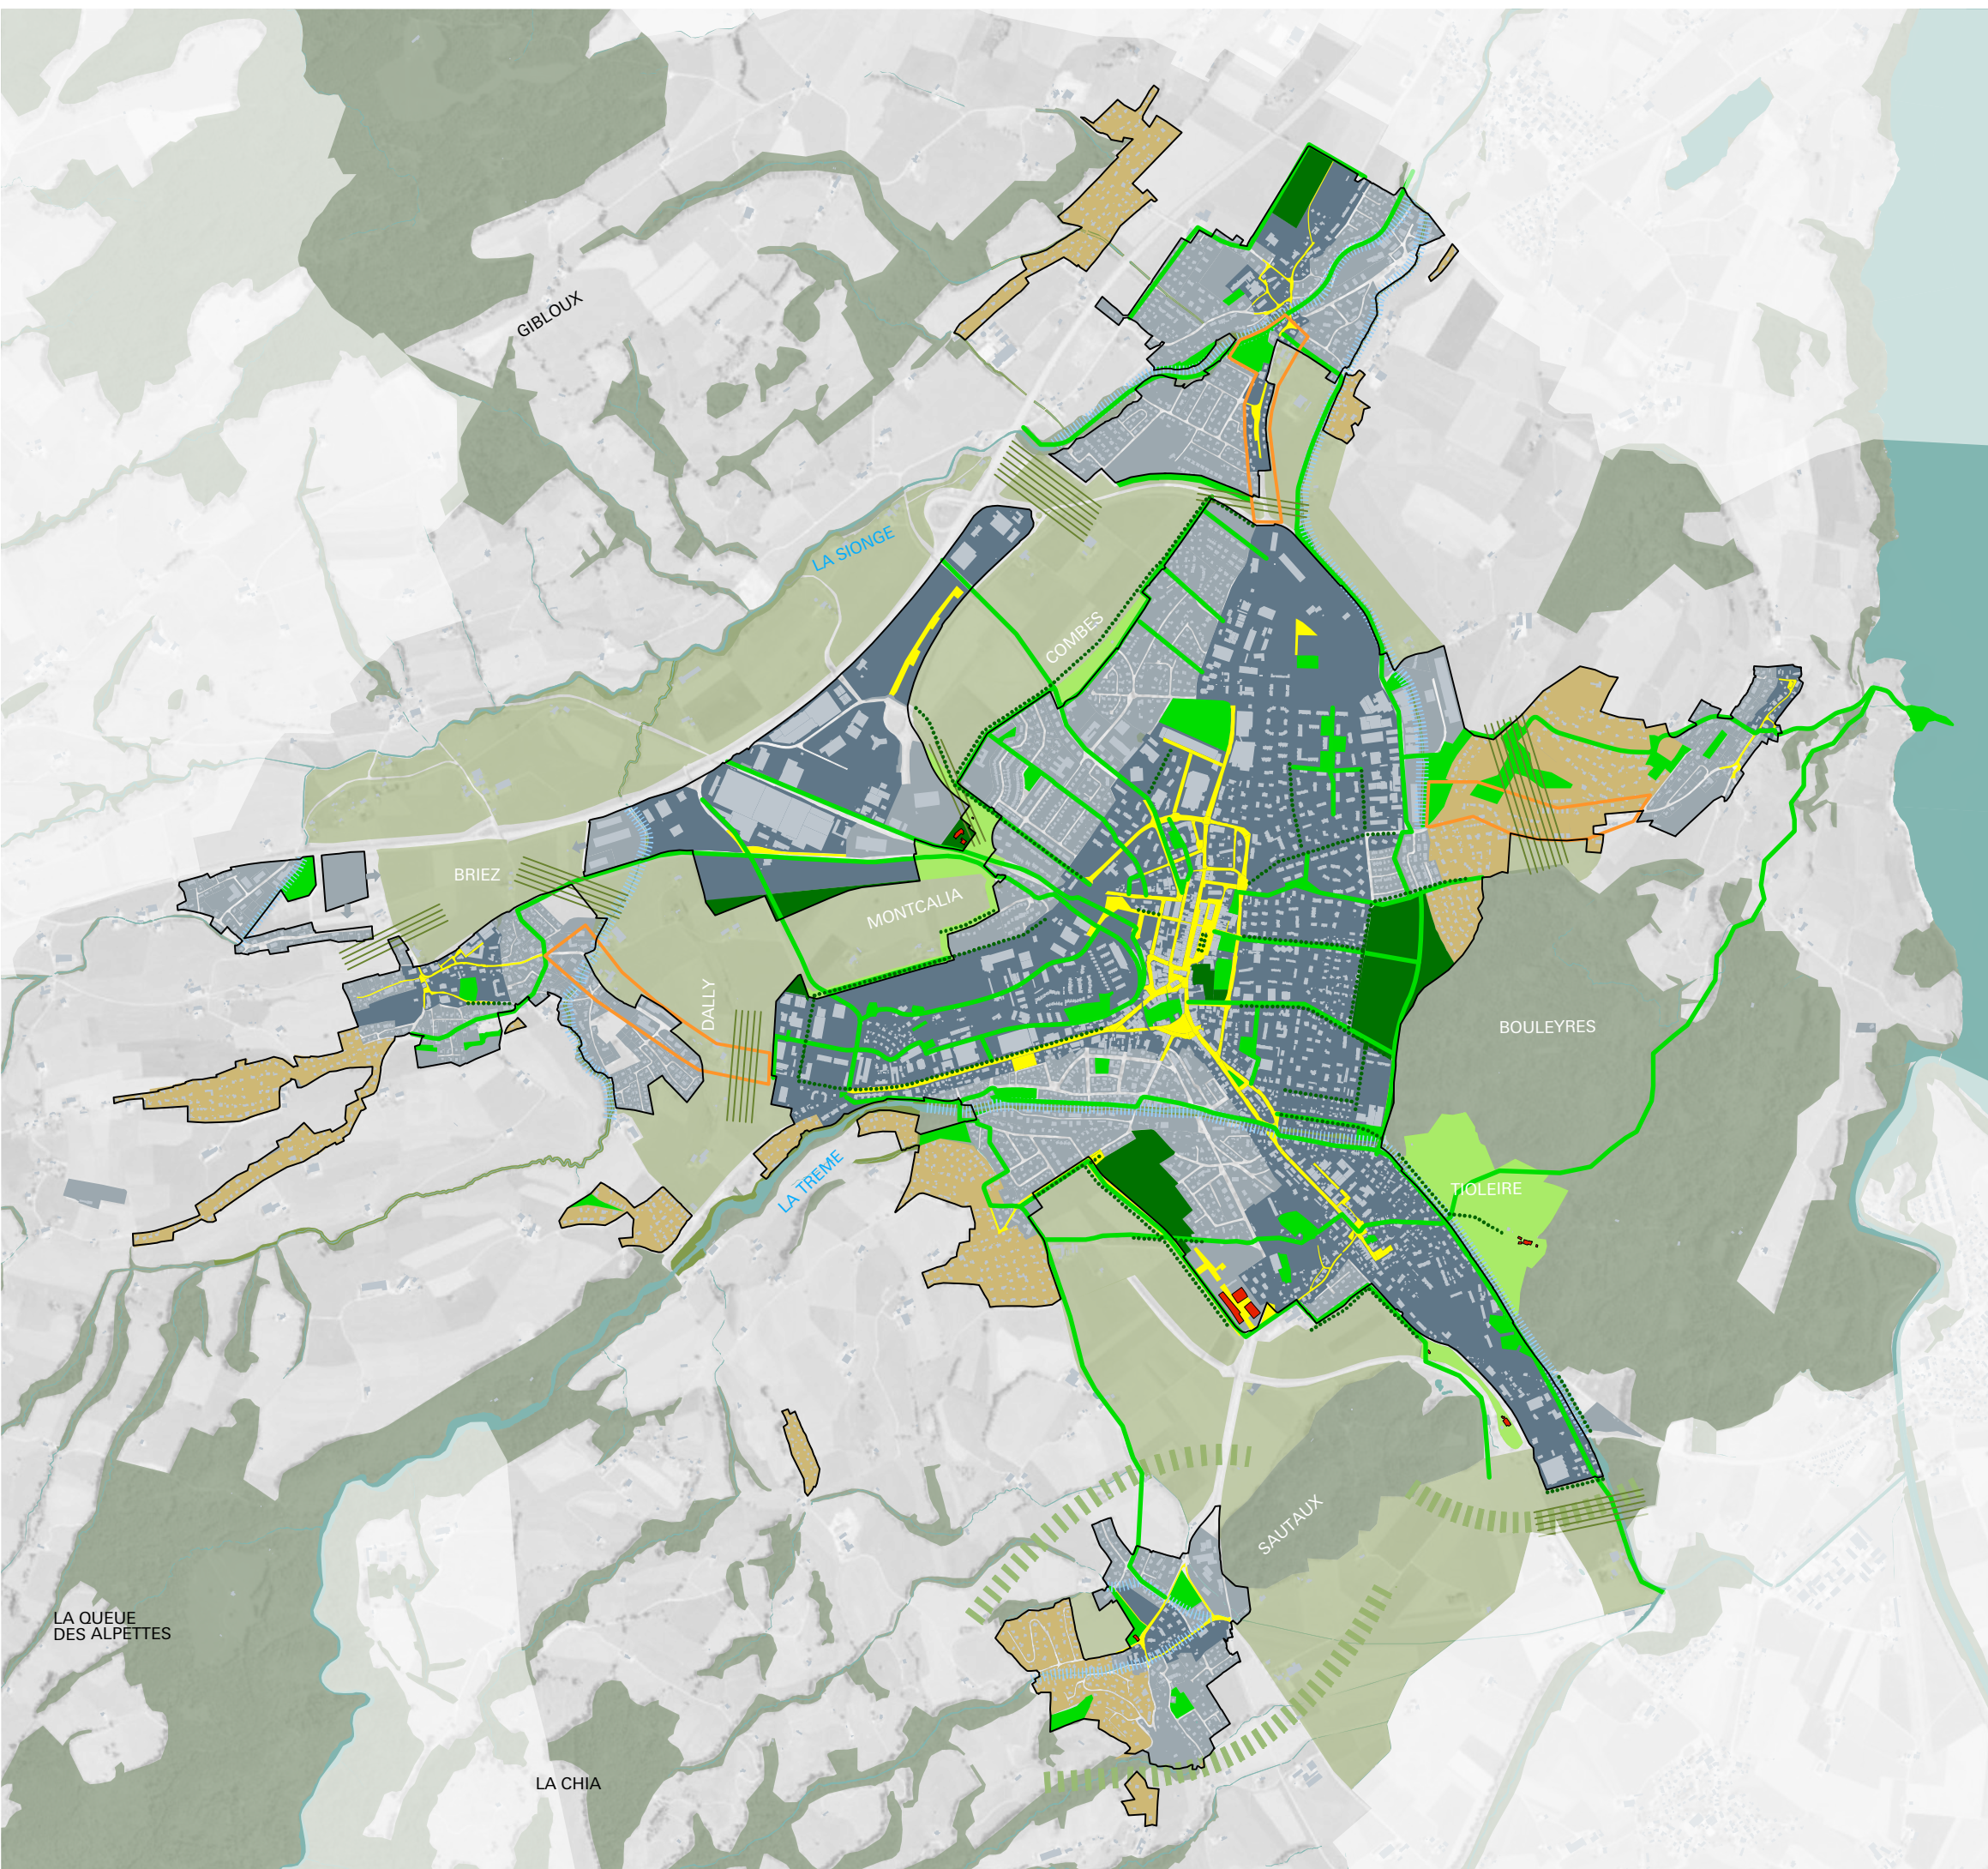 GIBLOUX
LA SIONGE
COMBES
BRIEZ
MONTCALIA
DALLY
BOULEYRES
LA TREME
TIOLEIRE
SAUTAUX
LA QUEUE
DES ALPETTES
LA CHIA